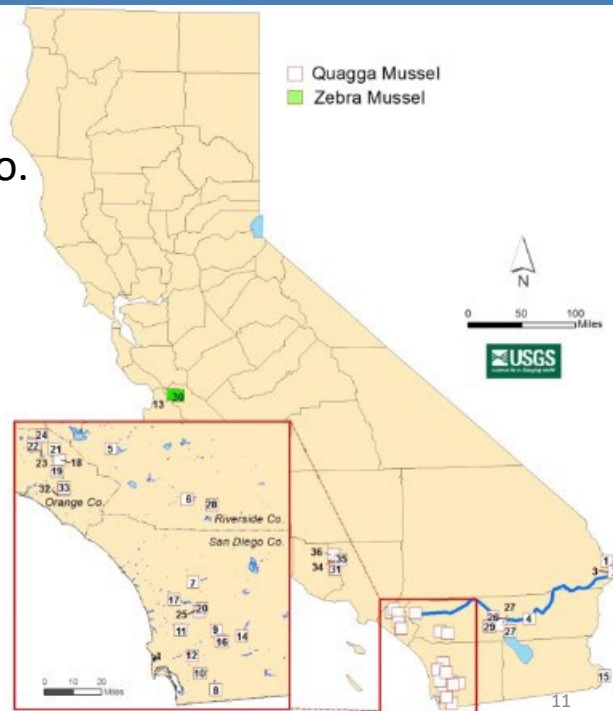 Quagga Mussel
Zebra Mussel
o.
N
0 50 100
Miles
USGS
13 30
24
22 21 5
23 18
19
32 33
Orange Co.
6 28
Riverside Co.
San Diego Co.
7
17
25 20
11 9 14
16
12
10
8
0 10 20
Miles
36
35
34 31
1
3
27
26 4
29 27
15
11